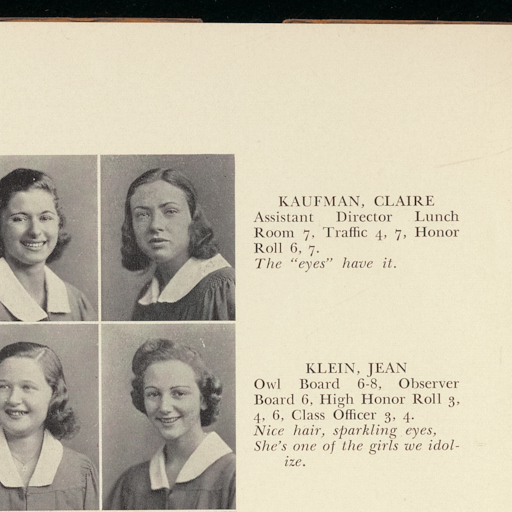 KAUFMAN, CLAIRE
Assistant Director Lunch
Room 7, Traffic 4, 7, Honor
Roll 6, 7.
The "eyes" have it.
KLEIN, JEAN
Owl Board 6-8, Observer
Board 6, High Honor Roll 3,
4, 6, Class Officer 3, 4.
Nice hair, sparkling eyes,
She's one of the girls we idol-
ize.